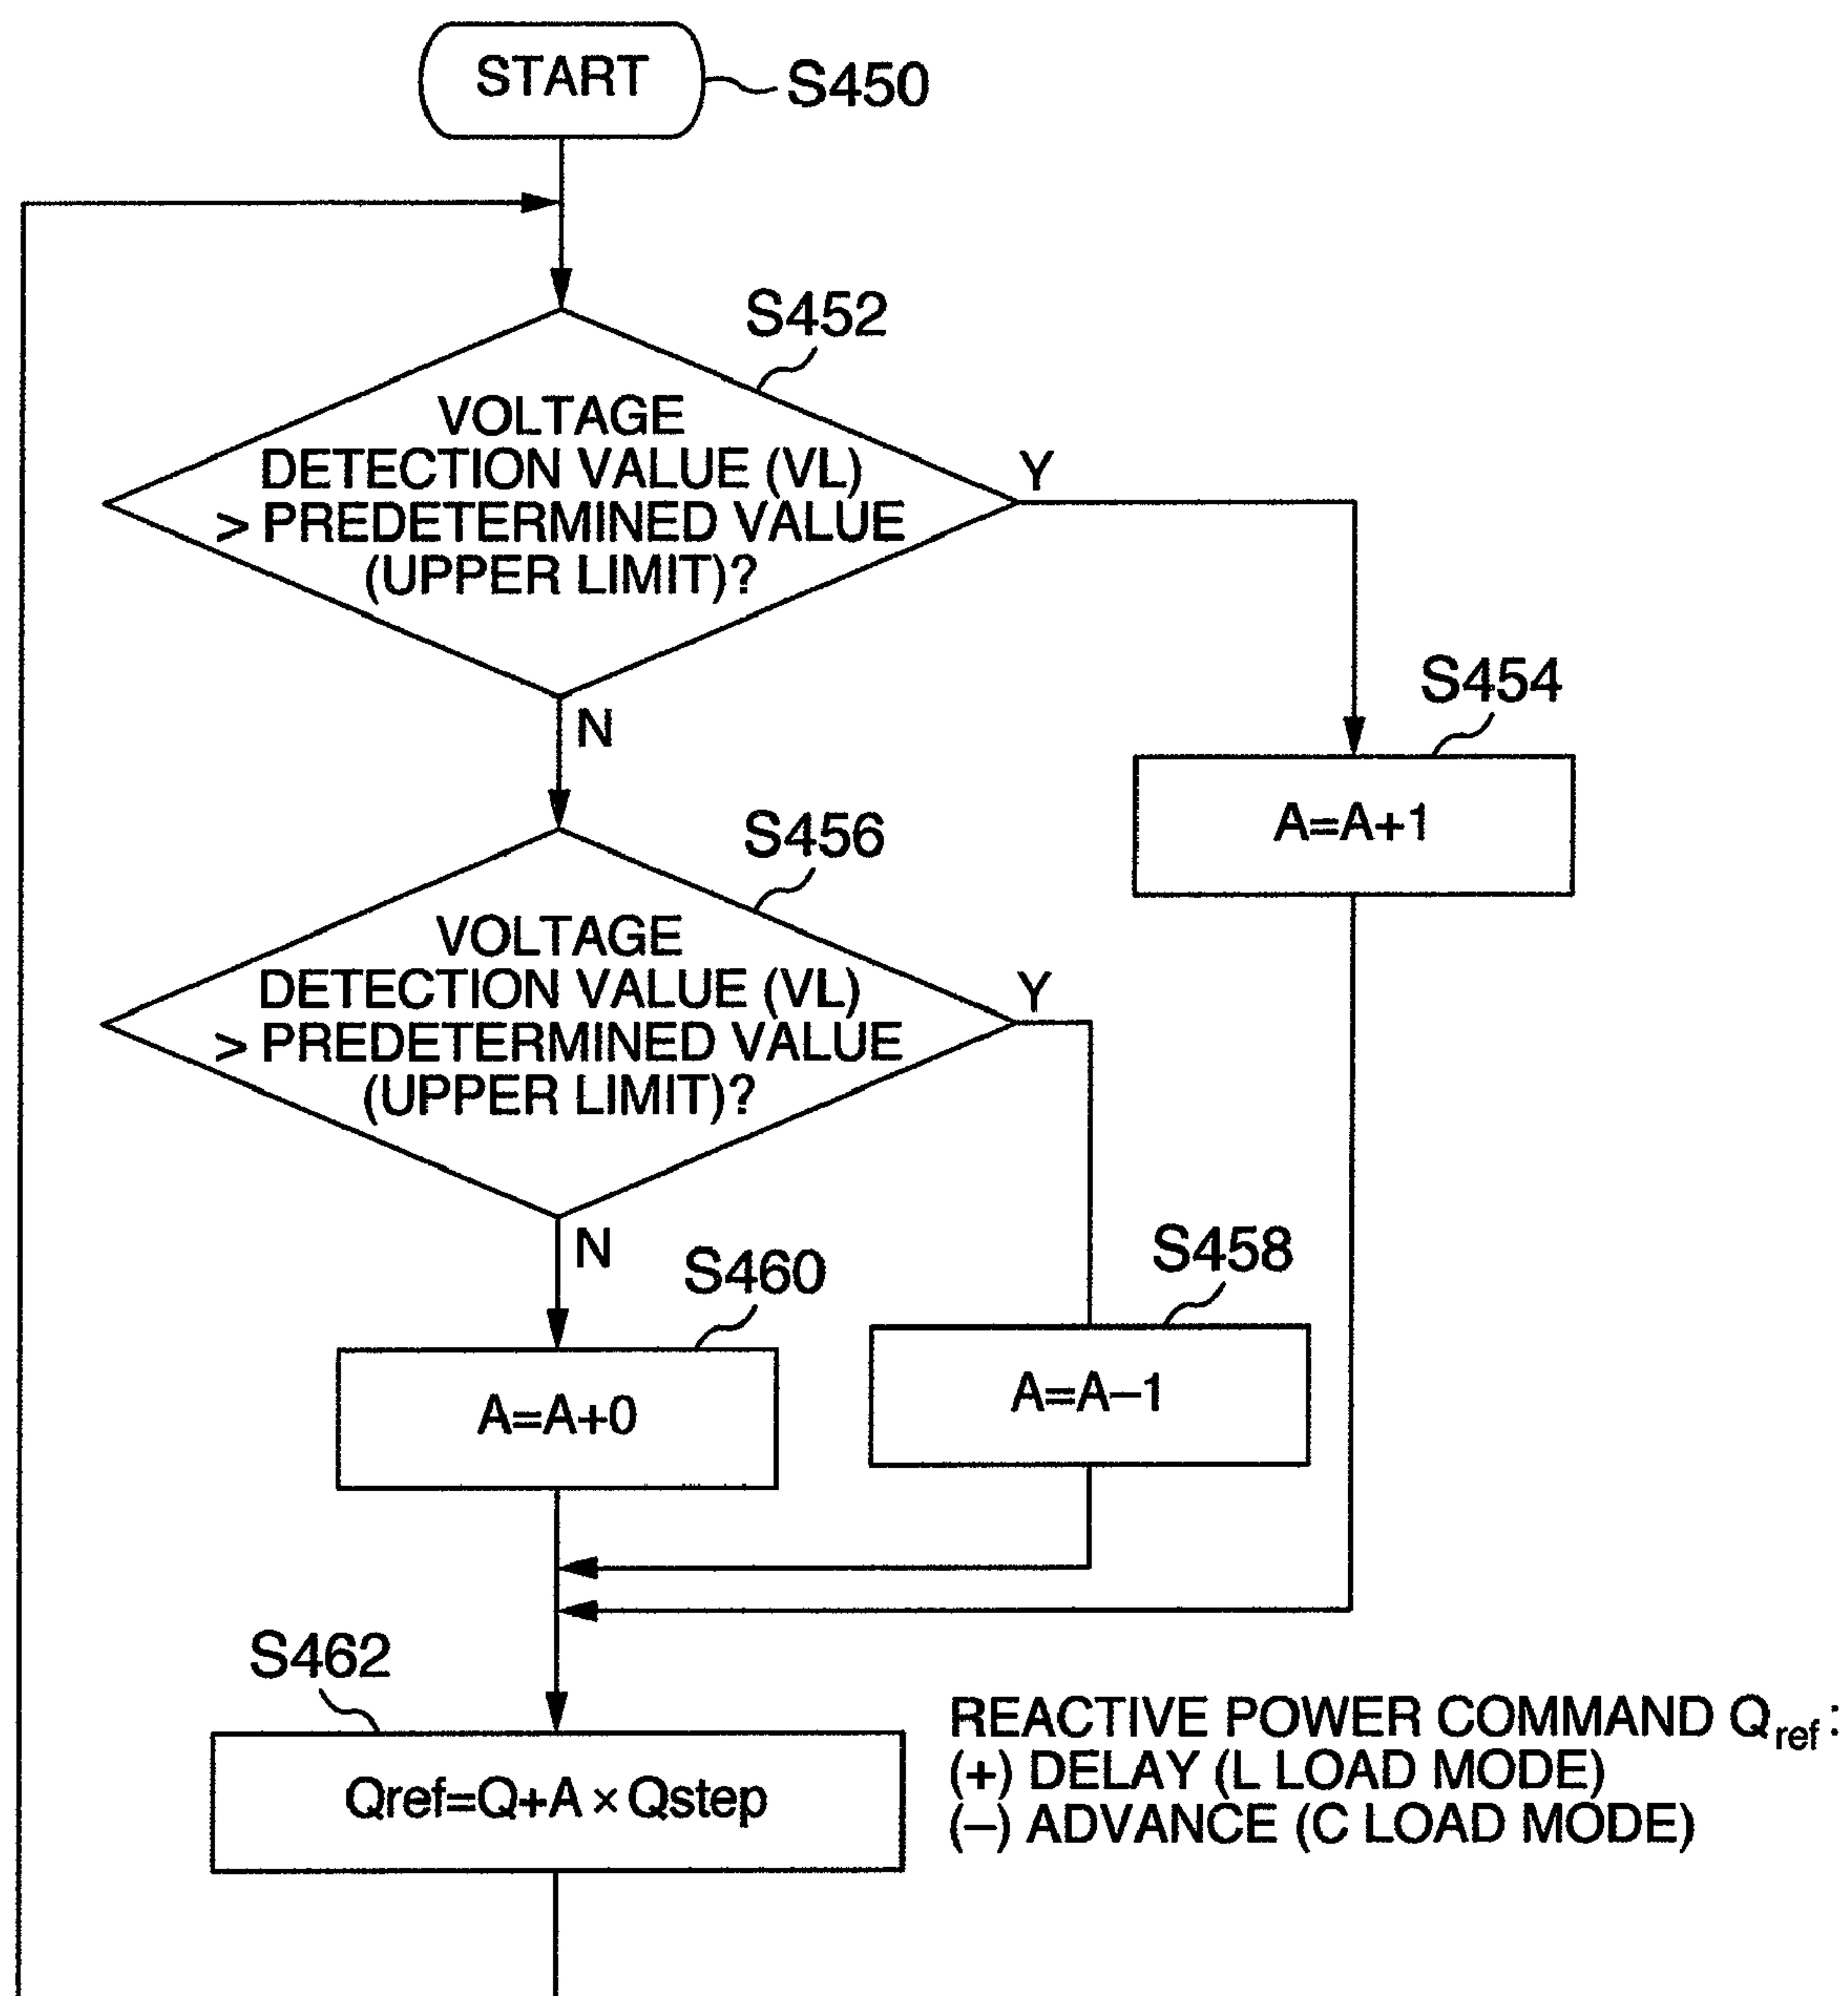 START
S450
S452
VOLTAGE
DETECTION VALUE (VL)
> PREDETERMINED VALUE
(UPPER LIMIT)?
Y
N
S454
A=A+1
S456
VOLTAGE
DETECTION VALUE (VL)
> PREDETERMINED VALUE
(UPPER LIMIT)?
Y
N
S458
A=A–1
S460
A=A+0
S462
Qref=Q+A × Qstep
REACTIVE POWER COMMAND Qref :
(+) DELAY (L LOAD MODE)
(–) ADVANCE (C LOAD MODE)